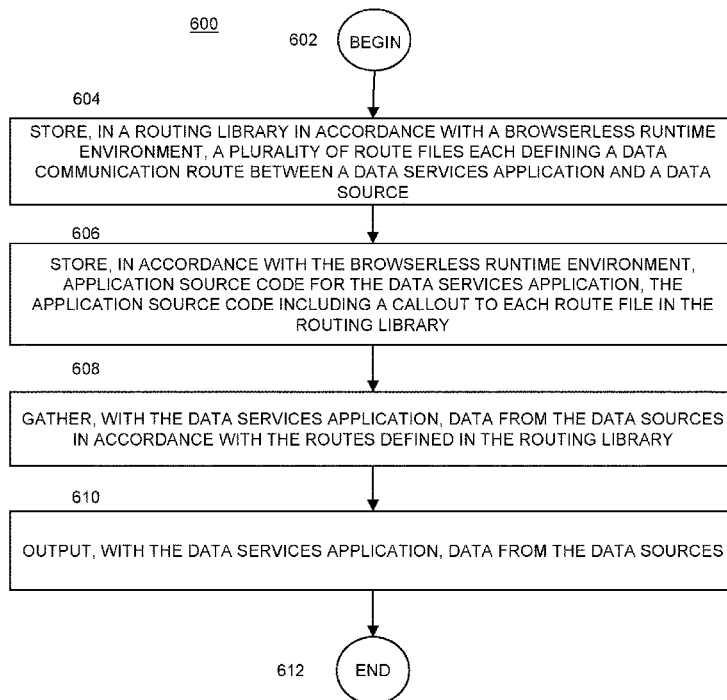 600
602
BEGIN
604
STORE, IN A ROUTING LIBRARY IN ACCORDANCE WITH A BROWSERLESS RUNTIME
ENVIRONMENT, A PLURALITY OF ROUTE FILES EACH DEFINING A DATA
COMMUNICATION ROUTE BETWEEN A DATA SERVICES APPLICATION AND A DATA
SOURCE
606
STORE, IN ACCORDANCE WITH THE BROWSERLESS RUNTIME ENVIRONMENT,
APPLICATION SOURCE CODE FOR THE DATA SERVICES APPLICATION, THE
APPLICATION SOURCE CODE INCLUDING A CALLOUT TO EACH ROUTE FILE IN THE
ROUTING LIBRARY
608
GATHER, WITH THE DATA SERVICES APPLICATION, DATA FROM THE DATA SOURCES
IN ACCORDANCE WITH THE ROUTES DEFINED IN THE ROUTING LIBRARY
610
OUTPUT, WITH THE DATA SERVICES APPLICATION, DATA FROM THE DATA SOURCES
612
END